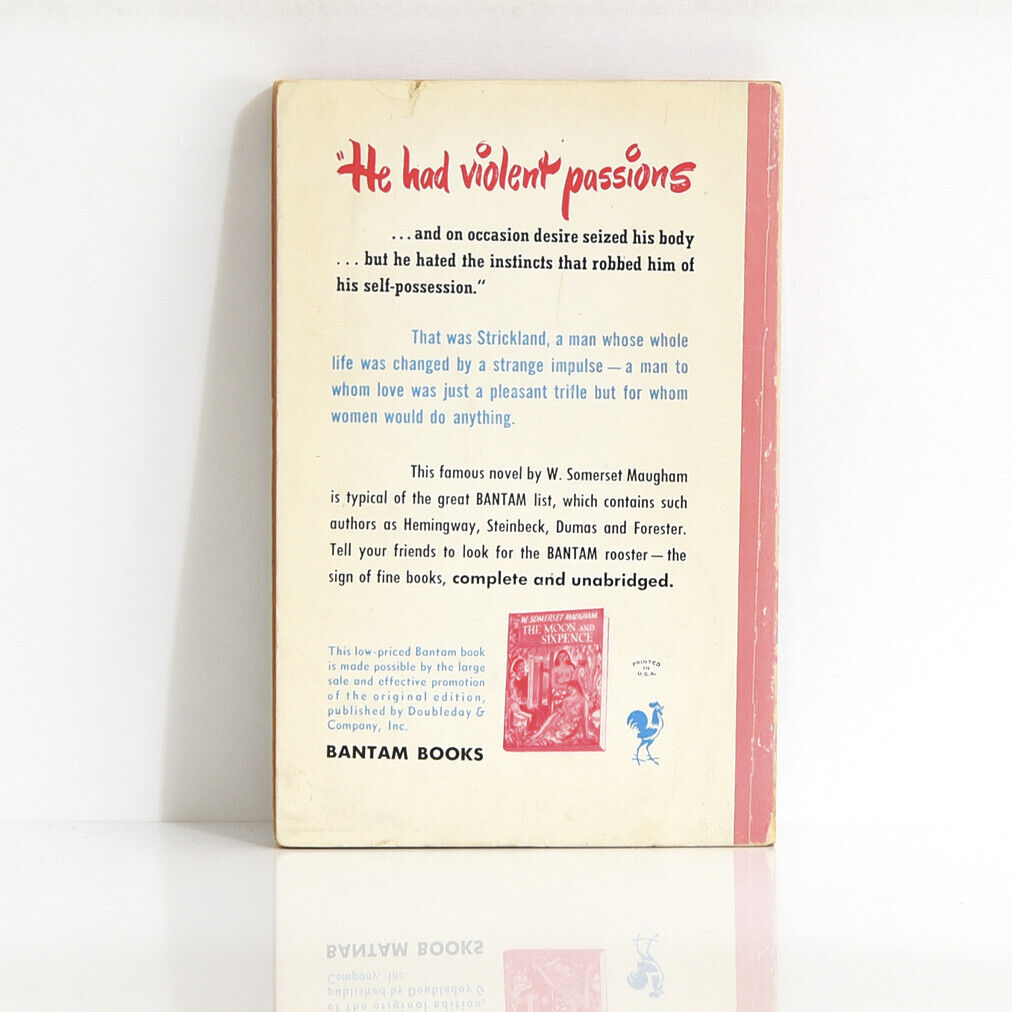 "He had violent passions
...and on occasion desire seized his body
...but he hated the instincts that robbed him of
his self-possession."
That was Strickland, a man whose whole
life was changed by a strange impulse — a man to
whom love was just a pleasant trifle but for whom
women would do anything.
This famous novel by W. Somerset Maugham
is typical of the great BANTAM list, which contains such
authors as Hemingway, Steinbeck, Dumas and Forester.
Tell your friends to look for the BANTAM rooster — the
sign of fine books, complete and unabridged.
This low-priced Bantam book
is made possible by the large
sale and effective promotion
of the original edition,
published by Doubleday &
Company, Inc.
BANTAM BOOKS
W. SOMERSET MAUGHAM
THE MOON AND
SIXPENCE
PRINTED
IN
U.S.A.